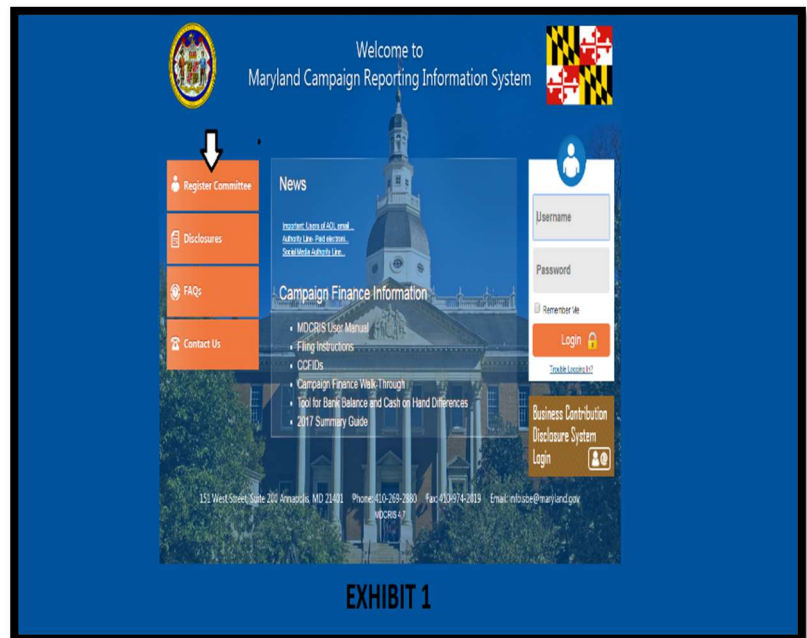 Welcome to
Maryland Campaign Reporting Information System
Register Committee
Disclosures
FAQs
Contact Us
News
Important: Users of AOL email ...
Authority Line- Paid electroni...
Social Media Authority Line...
Campaign Finance Information
MDCRIS User Manual
Filing Instructions
CCFIDs
Campaign Finance Walk-Through
Tool for Bank Balance and Cash on Hand Differences
2017 Summary Guide
Username
Password
Remember Me
Login
Trouble Logging In?
Business Contribution
Disclosure System
Login
151 West Street, Suite 200 Annapolis, MD 21401 Phone: 410-269-2880 Fax: 410-974-2019 Email: info.sbe@maryland.gov
MDCRIS 4.7
EXHIBIT 1